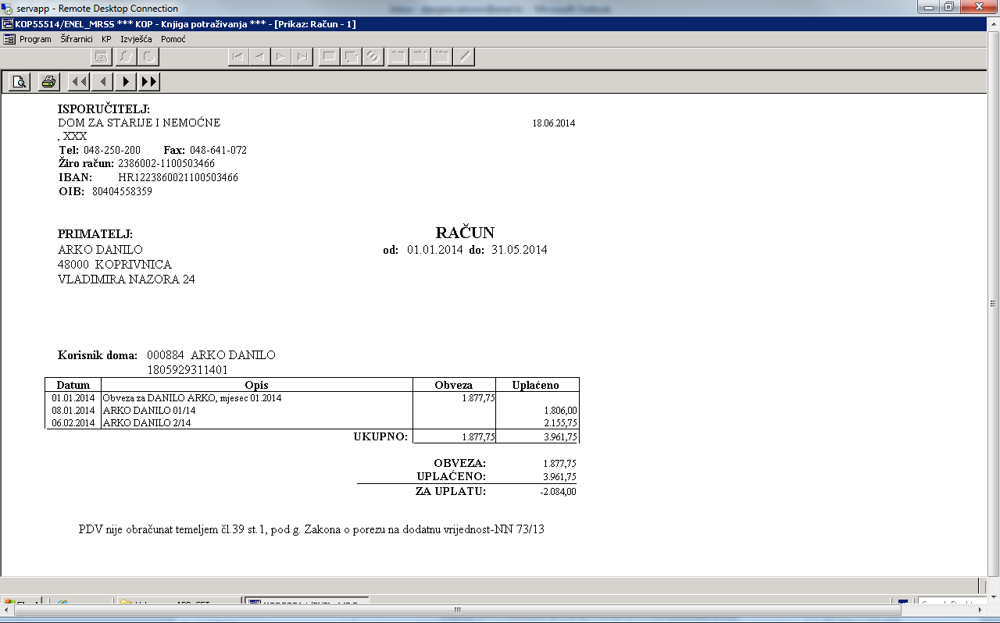 servapp - Remote Desktop Connection
KOP55514/ENEL_MRSS *** KOP - Knjiga potraživanja *** - [Prikaz: Račun - 1]
Program Šifrarnici KP Izvješća Pomoć
ISPORUČITELJ:
DOM ZA STARIJE I NEMOĆNE 18.06.2014
, XXX
Tel: 048-250-200 Fax: 048-641-072
Žiro račun: 2386002-1100503466
IBAN: HR1223860021100503466
OIB: 80404558359
PRIMATELJ: RAČUN
ARKO DANILO od: 01.01.2014 do: 31.05.2014
48000 KOPRIVNICA
VLADIMIRA NAZORA 24
Korisnik doma: 000884 ARKO DANILO
1805929311401
Datum Opis Obveza Uplaćeno
01.01.2014 Obveza za DANILO ARKO, mjesec 01.2014 1.877,75
08.01.2014 ARKO DANILO 01/14 1.806,00
06.02.2014 ARKO DANILO 2/14 2.155,75
UKUPNO: 1.877,75 3.961,75
OBVEZA: 1.877,75
UPLAĆENO: 3.961,75
ZA UPLATU: -2.084,00
PDV nije obračunat temeljem čl.39 st.1, pod g. Zakona o porezu na dodatnu vrijednost-NN 73/13